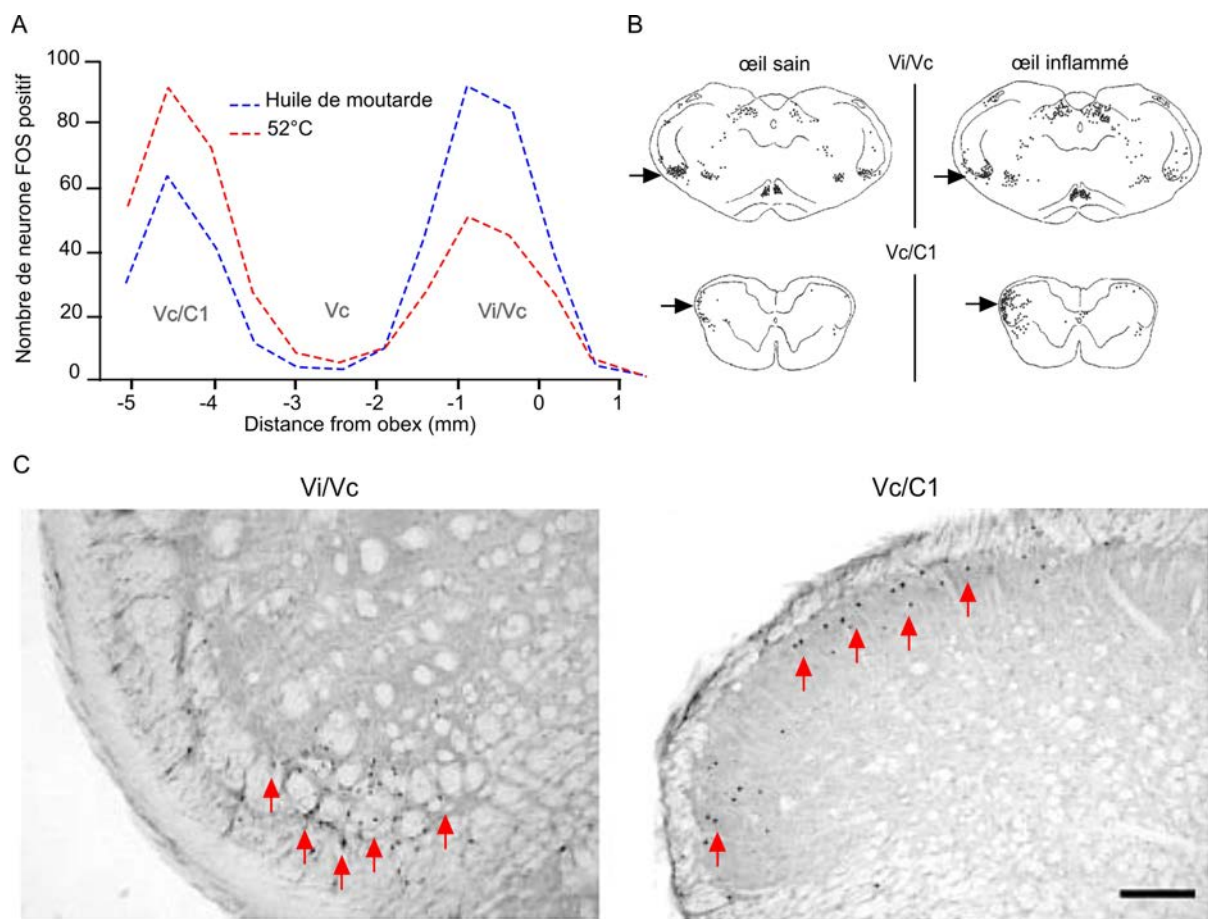 A
Nombre de neurone FOS positif
100
80
60
40
20
0
Huile de moutarde
52°C
Vc/C1
Vc
Vi/Vc
-5 -4 -3 -2 -1 0 1
Distance from obex (mm)
B
œil sain
Vi/Vc
œil inflammé
Vc/C1
C
Vi/Vc
Vc/C1